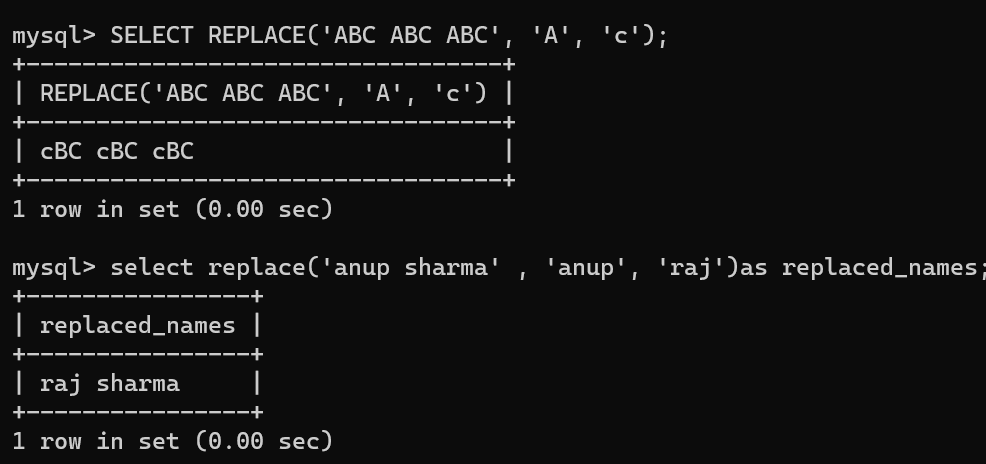 mysql> SELECT REPLACE('ABC ABC ABC', 'A', 'c');
+----------------------------------+
| REPLACE('ABC ABC ABC', 'A', 'c') |
+----------------------------------+
| cBC cBC cBC                      |
+----------------------------------+
1 row in set (0.00 sec)
mysql> select replace('anup sharma' , 'anup', 'raj')as replaced_names;
+----------------+
| replaced_names |
+----------------+
| raj sharma     |
+----------------+
1 row in set (0.00 sec)